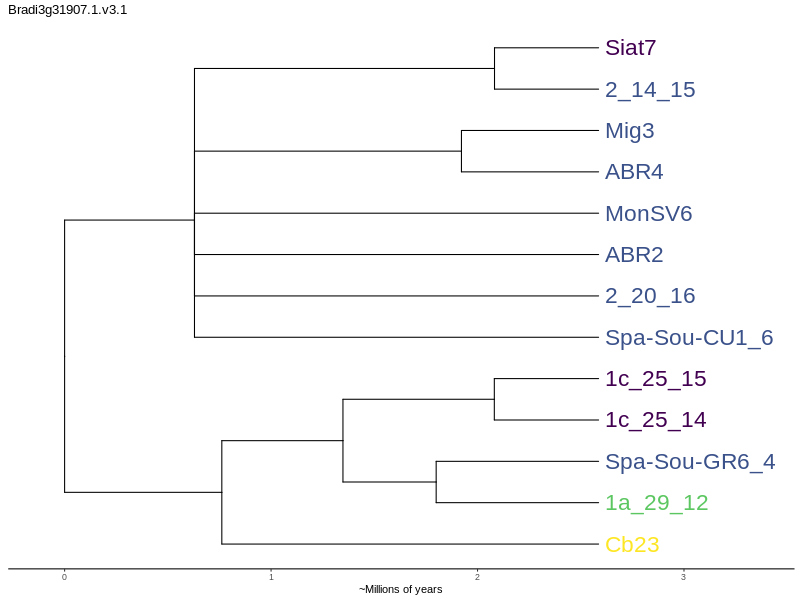 Bradi3g31907.1.v3.1
Siat7
2_14_15
Mig3
ABR4
MonSV6
ABR2
2_20_16
Spa-Sou-CU1_6
1c_25_15
1c_25_14
Spa-Sou-GR6_4
1a_29_12
Cb23
0 1 2 3
~Millions of years